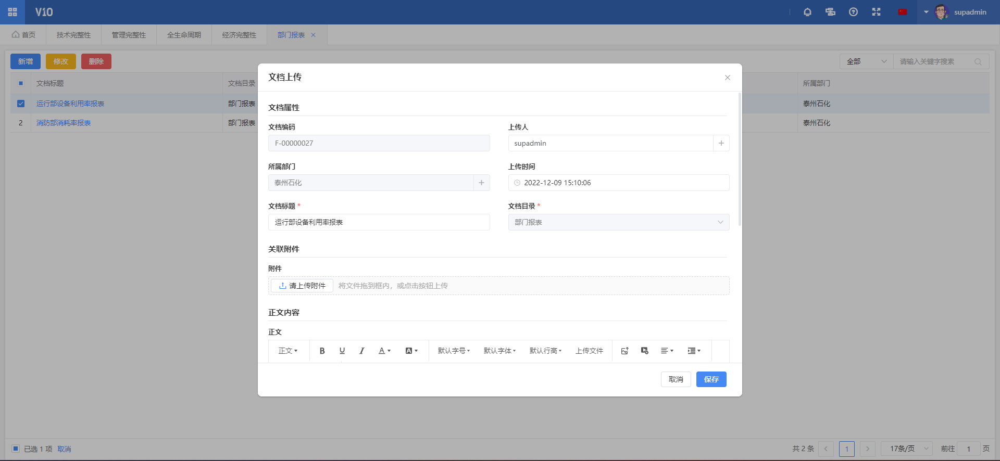 V10
supadmin
首页 技术完整性 管理完整性 全生命周期 经济完整性 部门报表
新增 修改 删除
全部 请输入关键字搜索
文档标题 文档目录 所属部门
运行部设备利用率报表 部门报表 泰州石化
2 消防部消耗率报表 部门报表 泰州石化
文档上传
文档属性
文档编码 上传人
F-00000027 supadmin
所属部门 上传时间
泰州石化 2022-12-09 15:10:06
文档标题 * 文档目录 *
运行部设备利用率报表 部门报表
关联附件
附件
请上传附件 将文件拖到框内，或点击按钮上传
正文内容
正文
正文 B U I A A 默认字号 默认字体 默认行高 上传文件
取消 保存
已选 1 项 取消
共 2 条 1 17条/页 前往 1 页